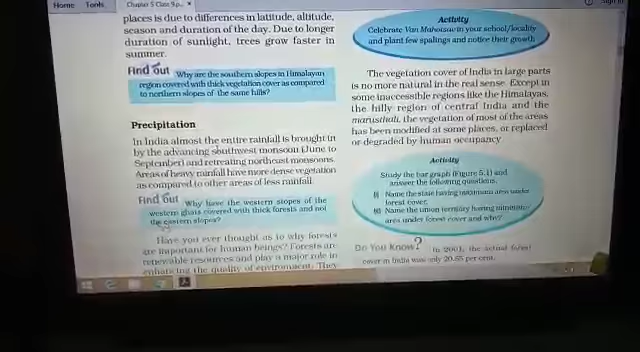 Home Tools
Chapter 5 Class 9.p...
places is due to differences in latitude, altitude,
season and duration of the day. Due to longer
duration of sunlight, trees grow faster in
summer.
Find out Why are the southern slopes in Himalayan
region covered with thick vegetation cover as compared
to northern slopes of the same hills?
Precipitation
In India almost the entire rainfall is brought in
by the advancing southwest monsoon (June to
September) and retreating northeast monsoons.
Areas of heavy rainfall have more dense vegetation
as compared to other areas of less rainfall.
Find out Why have the western slopes of the
western ghats covered with thick forests and not
the eastern slopes?
Have you ever thought as to why forests
are important for human beings? Forests are
renewable resources and play a major role in
enhancing the quality of environment. They
Activity
Celebrate Van Mahotsav in your school/locality
and plant few saplings and notice their growth
The vegetation cover of India in large parts
is no more natural in the real sense. Except in
some inaccessible regions like the Himalayas,
the hilly region of central India and the
marusthali, the vegetation of most of the areas
has been modified at some places, or replaced
or degraded by human occupancy
Activity
Study the bar graph (Figure 5.1) and
answer the following questions.
(i) Name the state having maximum area under
forest cover.
(ii) Name the union territory having minimum
area under forest cover and why?
Do You Know? In 2001, the actual forest
cover in India was only 20.55 per cent.